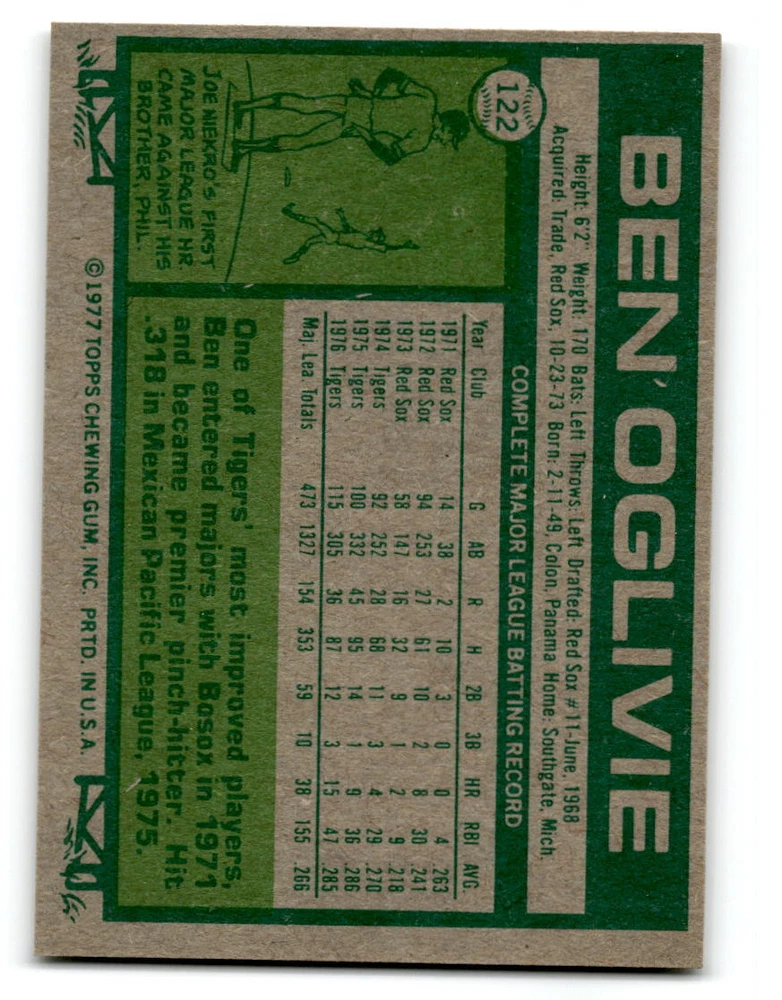 122
BEN OGLIVIE
Height: 6'2" Weight: 170 Bats: Left Throws: Left Drafted: Red Sox #11-June, 1968
Acquired: Trade, Red Sox, 10-23-73 Born: 2-11-49, Colon, Panama Home: Southgate, Mich.
COMPLETE MAJOR LEAGUE BATTING RECORD
Year Club G AB R H 2B 3B HR RBI AVG.
1971 Red Sox 14 38 2 10 3 0 0 4 .263
1972 Red Sox 94 253 27 61 10 2 8 30 .241
1973 Red Sox 58 147 16 32 9 1 2 9 .218
1974 Tigers 92 252 28 68 11 3 4 29 .270
1975 Tigers 100 332 45 95 14 1 9 36 .286
1976 Tigers 115 305 36 87 12 3 15 47 .285
Maj. Lea. Totals 473 1327 154 353 59 10 38 155 .266
JOE NIEKRO'S FIRST
MAJOR LEAGUE HR.
CAME AGAINST HIS
BROTHER, PHIL.
One of Tigers' most improved players,
Ben entered majors with Bosox in 1971
and became premier pinch-hitter. Hit
.318 in Mexican Pacific League, 1975.
©1977 TOPPS CHEWING GUM, INC. PRTD. IN U.S.A.